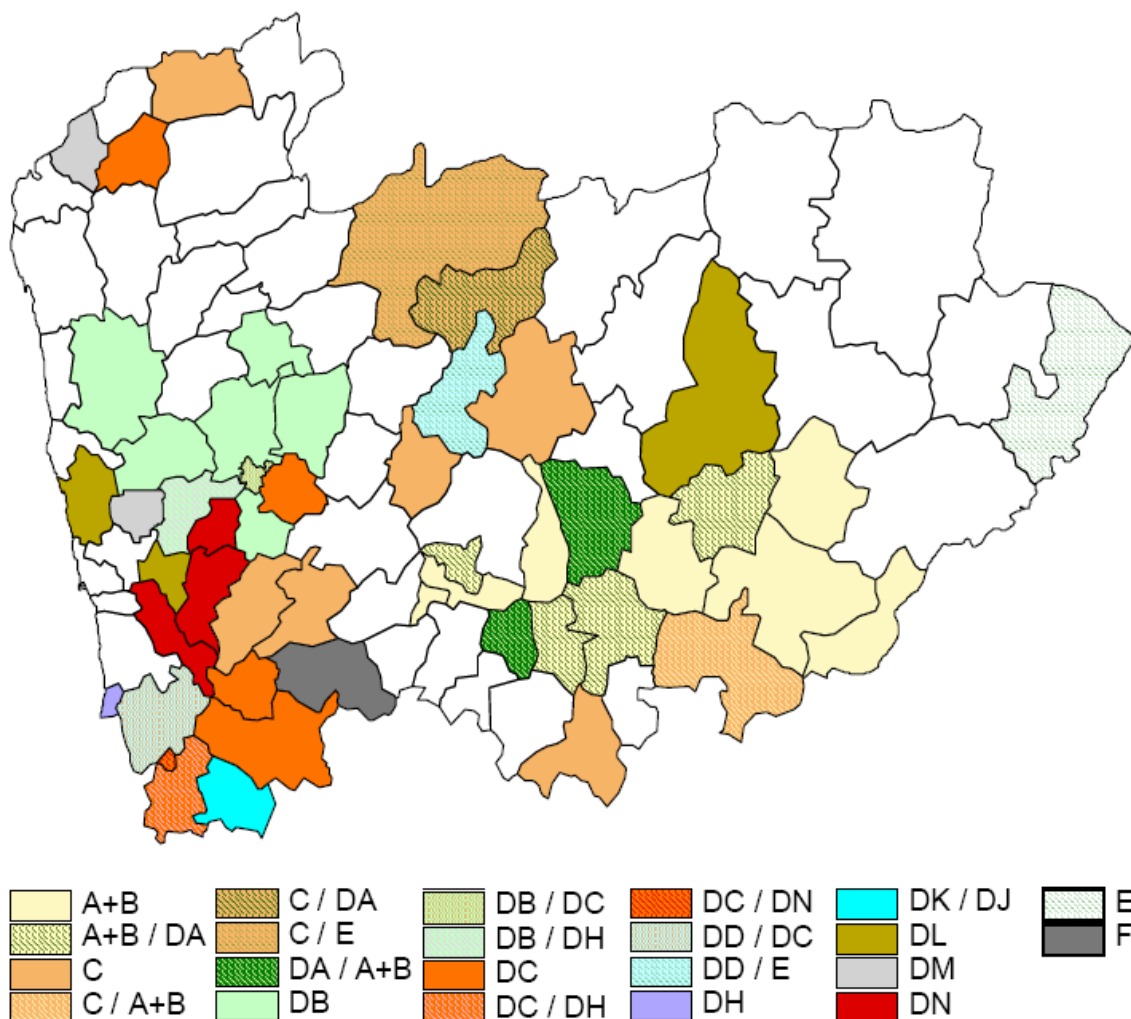 A+B
A+B / DA
C
C / A+B
C / DA
C / E
DA / A+B
DB
DB / DC
DB / DH
DC
DC / DH
DC / DN
DD / DC
DD / E
DH
DK / DJ
DL
DM
DN
E
F